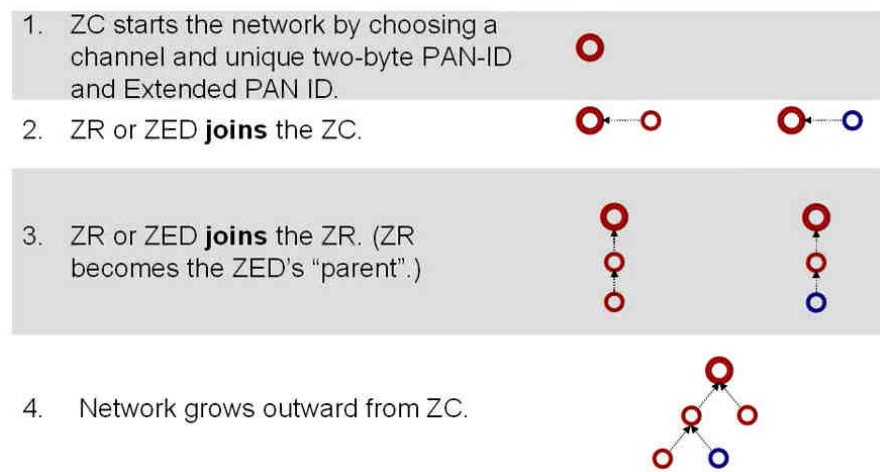 1. ZC starts the network by choosing a
channel and unique two-byte PAN-ID
and Extended PAN ID.
2. ZR or ZED joins the ZC.
3. ZR or ZED joins the ZR. (ZR
becomes the ZED's “parent”.)
4. Network grows outward from ZC.